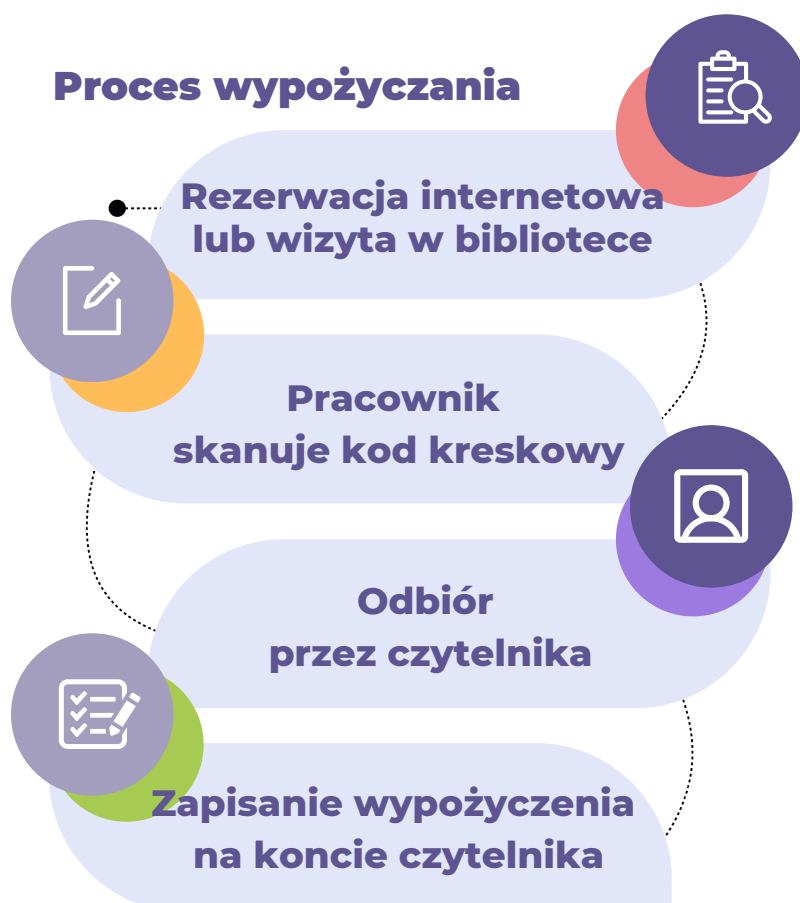 Proces wypożyczania
Rezerwacja internetowa
lub wizyta w bibliotece
Pracownik
skanuje kod kreskowy
Odbiór
przez czytelnika
Zapisanie wypożyczenia
na koncie czytelnika